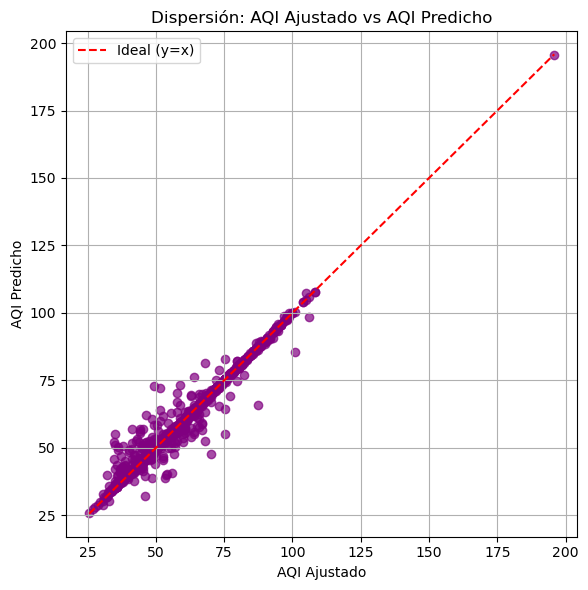 Dispersión: AQI Ajustado vs AQI Predicho
Ideal (y=x)
200
175
150
125
100
75
50
25
AQI Predicho
25 50 75 100 125 150 175 200
AQI Ajustado